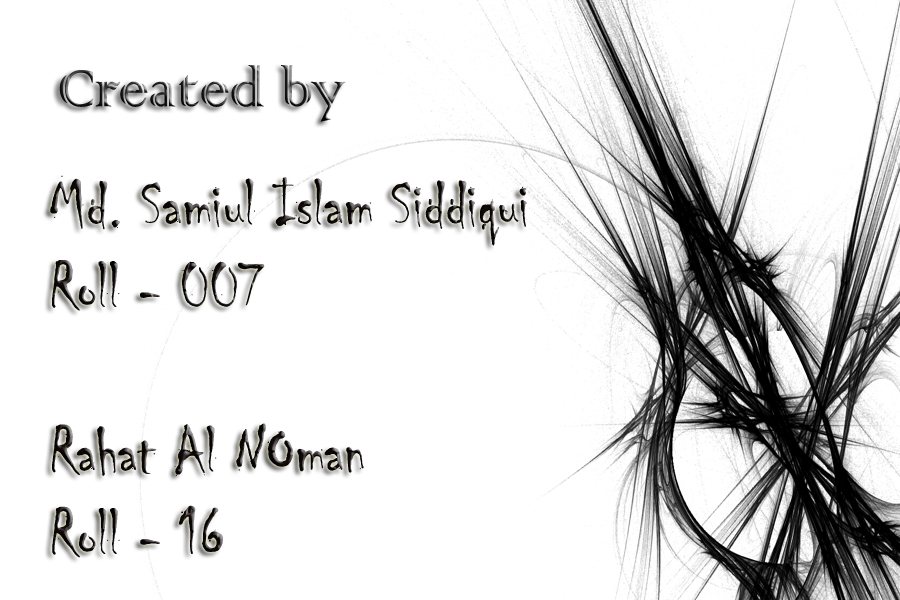 Created by
Md. Samiul Islam Siddiqui
Roll - 007
Rahat Al NOman
Roll - 16